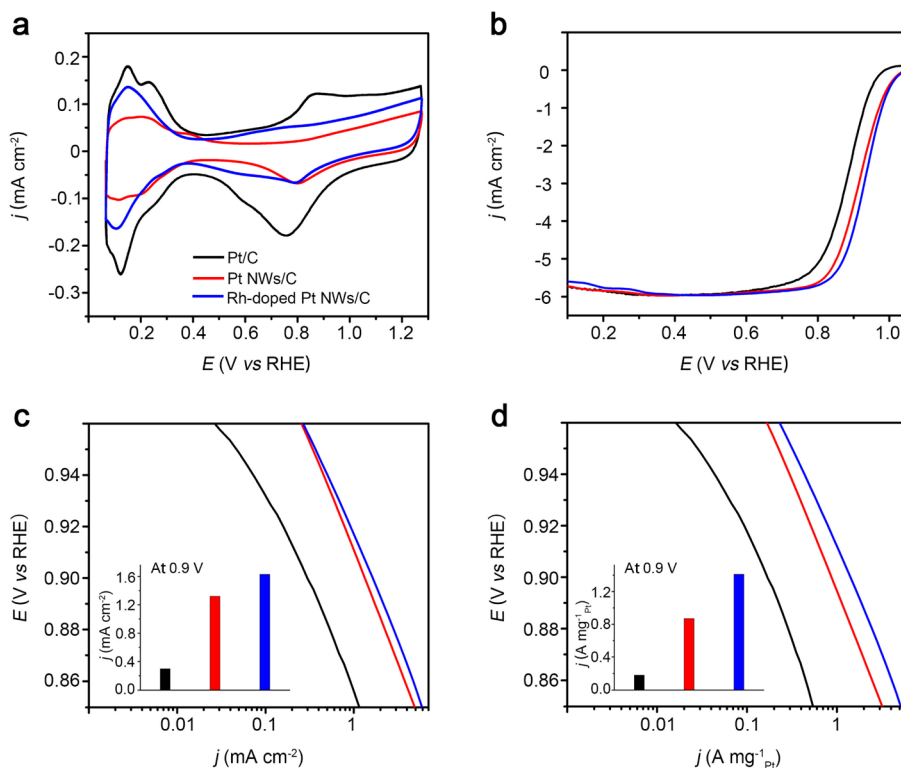 a
0.2
0.1
0
-0.1
-0.2
-0.3
j (mA cm⁻²)
Pt/C
Pt NWs/C
Rh-doped Pt NWs/C
0.2 0.4 0.6 0.8 1.0 1.2
E (V vs RHE)
b
0
-1
-2
-3
-4
-5
-6
j (mA cm⁻²)
0.2 0.4 0.6 0.8 1.0
E (V vs RHE)
c
0.94
0.92
0.90
0.88
0.86
E (V vs RHE)
At 0.9 V
1.6
1.2
0.8
0.4
0.0
j (mA cm⁻²)
0.01 0.1 1
j (mA cm⁻²)
d
0.94
0.92
0.90
0.88
0.86
E (V vs RHE)
At 0.9 V
1.2
0.8
0.4
0.0
j (A mg⁻¹Pt)
0.01 0.1 1
j (A mg⁻¹Pt)